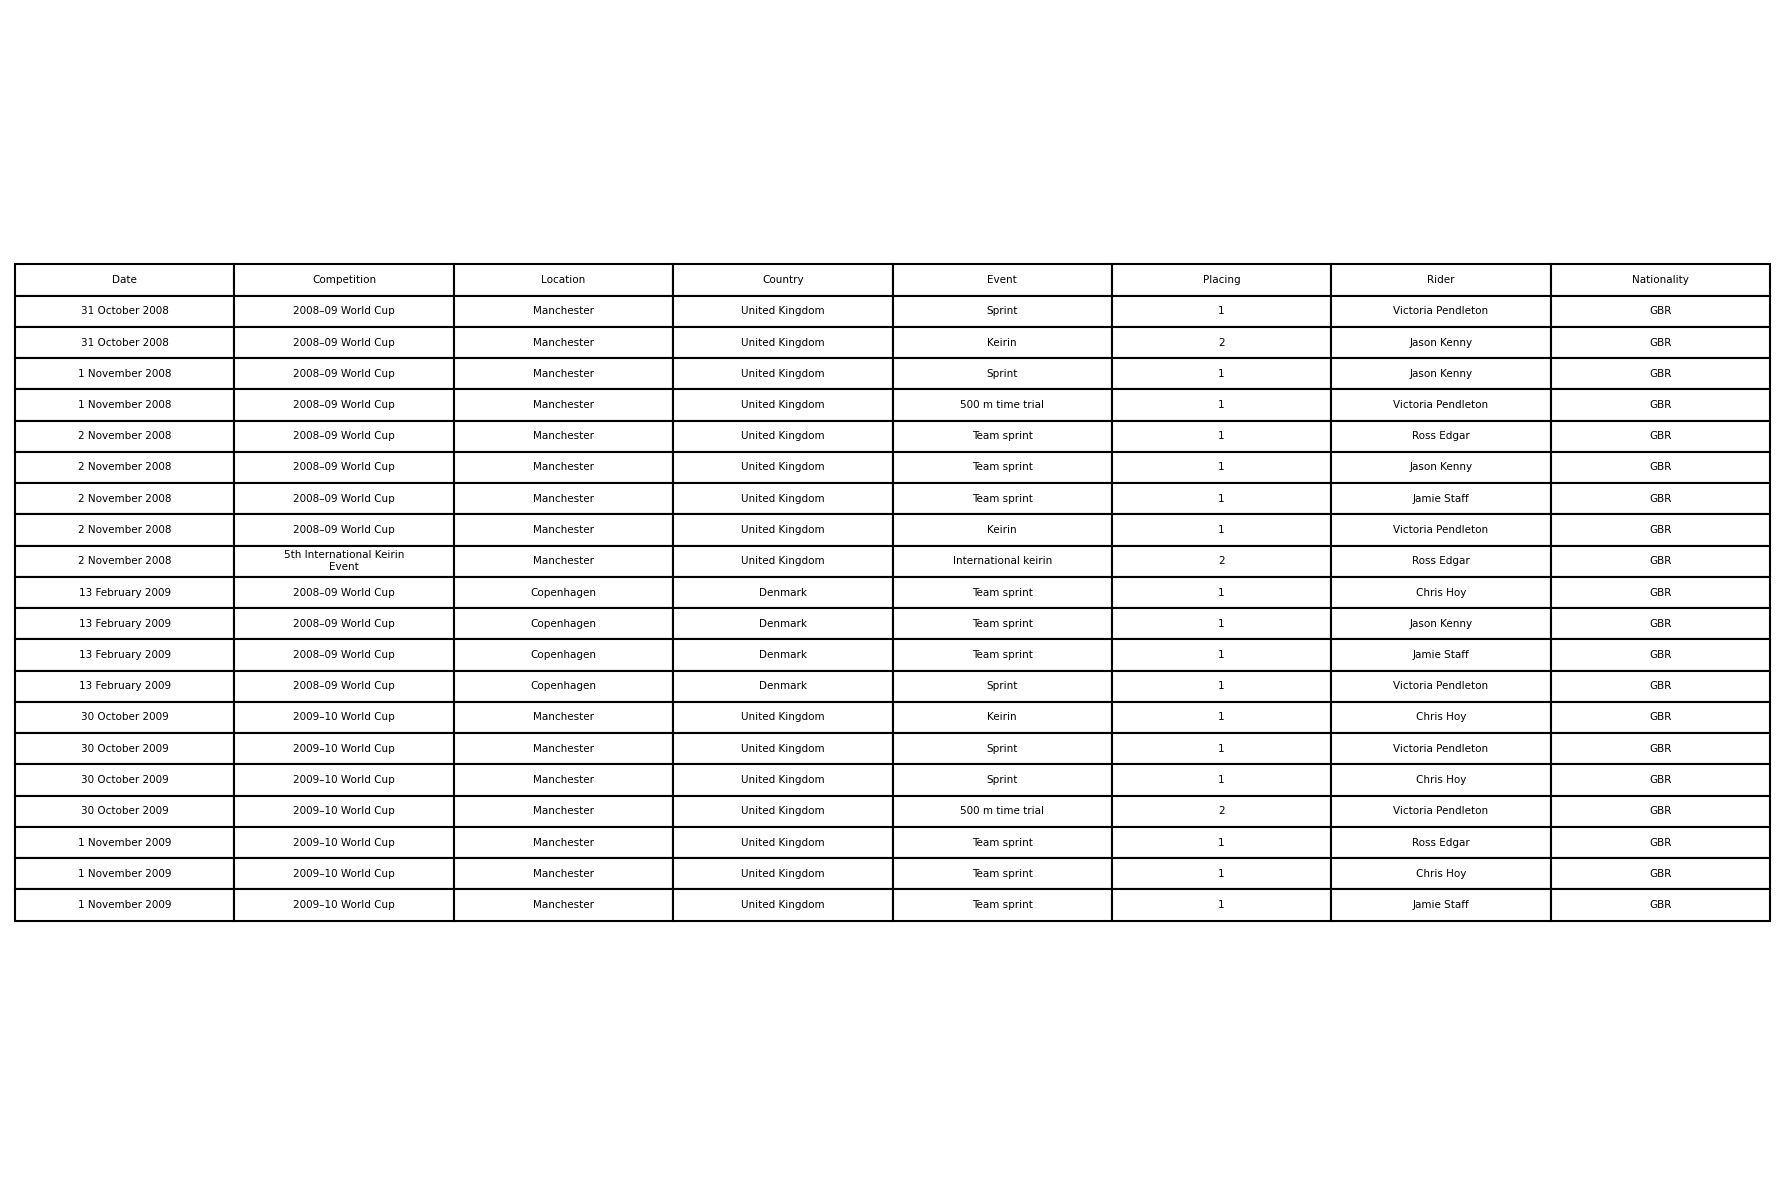 Date Competition Location Country Event Placing Rider Nationality
31 October 2008 2008–09 World Cup Manchester United Kingdom Sprint 1 Victoria Pendleton GBR
31 October 2008 2008–09 World Cup Manchester United Kingdom Keirin 2 Jason Kenny GBR
1 November 2008 2008–09 World Cup Manchester United Kingdom Sprint 1 Jason Kenny GBR
1 November 2008 2008–09 World Cup Manchester United Kingdom 500 m time trial 1 Victoria Pendleton GBR
2 November 2008 2008–09 World Cup Manchester United Kingdom Team sprint 1 Ross Edgar GBR
2 November 2008 2008–09 World Cup Manchester United Kingdom Team sprint 1 Jason Kenny GBR
2 November 2008 2008–09 World Cup Manchester United Kingdom Team sprint 1 Jamie Staff GBR
2 November 2008 2008–09 World Cup Manchester United Kingdom Keirin 1 Victoria Pendleton GBR
2 November 2008 5th International Keirin Event Manchester United Kingdom International keirin 2 Ross Edgar GBR
13 February 2009 2008–09 World Cup Copenhagen Denmark Team sprint 1 Chris Hoy GBR
13 February 2009 2008–09 World Cup Copenhagen Denmark Team sprint 1 Jason Kenny GBR
13 February 2009 2008–09 World Cup Copenhagen Denmark Team sprint 1 Jamie Staff GBR
13 February 2009 2008–09 World Cup Copenhagen Denmark Sprint 1 Victoria Pendleton GBR
30 October 2009 2009–10 World Cup Manchester United Kingdom Keirin 1 Chris Hoy GBR
30 October 2009 2009–10 World Cup Manchester United Kingdom Sprint 1 Victoria Pendleton GBR
30 October 2009 2009–10 World Cup Manchester United Kingdom Sprint 1 Chris Hoy GBR
30 October 2009 2009–10 World Cup Manchester United Kingdom 500 m time trial 2 Victoria Pendleton GBR
1 November 2009 2009–10 World Cup Manchester United Kingdom Team sprint 1 Ross Edgar GBR
1 November 2009 2009–10 World Cup Manchester United Kingdom Team sprint 1 Chris Hoy GBR
1 November 2009 2009–10 World Cup Manchester United Kingdom Team sprint 1 Jamie Staff GBR